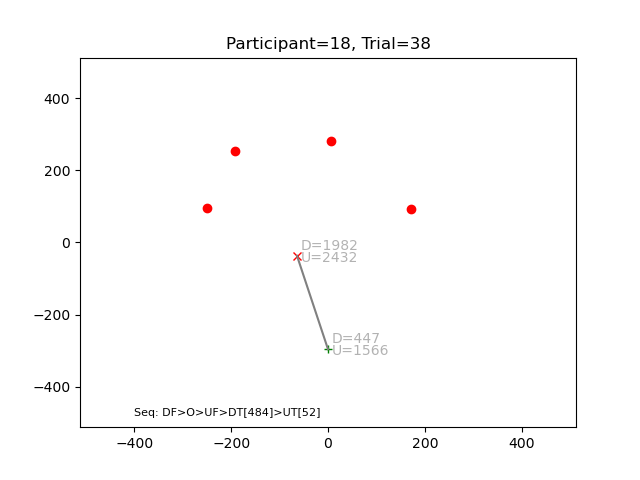 Participant=18, Trial=38
400
200
0
−200
−400
D=1982
U=2432
D=447
U=1566
Seq: DF>O>UF>DT[484]>UT[52]
−400 −200 0 200 400